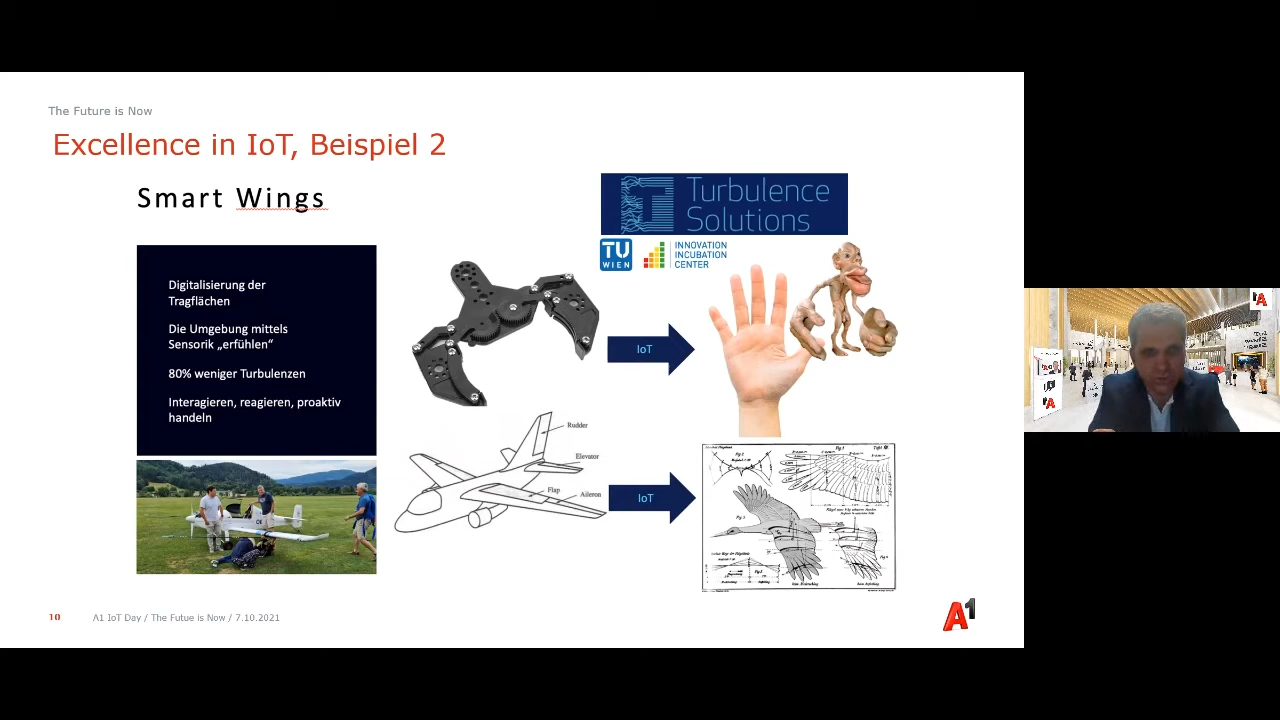 The Future is Now
Excellence in IoT, Beispiel 2
Smart Wings
Turbulence
Solutions
TU
WIEN
INNOVATION
INCUBATION
CENTER
Digitalisierung der
Tragflächen
Die Umgebung mittels
Sensorik „erfühlen“
80% weniger Turbulenzen
Interagieren, reagieren, proaktiv
handeln
IoT
Rudder
Elevator
Flap
Aileron
IoT
10
A1 IoT Day / The Futue is Now / 7.10.2021
A1
A1
A1